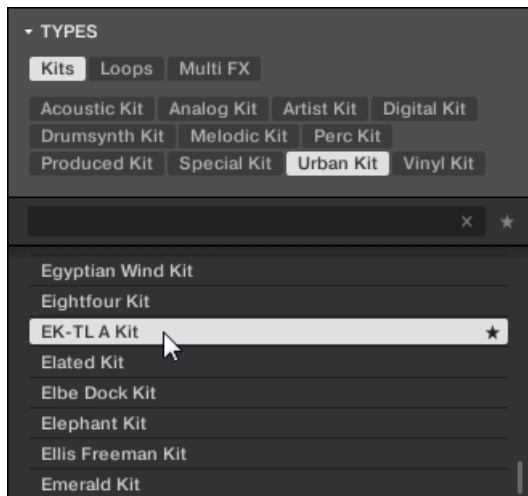 TYPES
Kits Loops Multi FX
Acoustic Kit Analog Kit Artist Kit Digital Kit
Drumsynth Kit Melodic Kit Perc Kit
Produced Kit Special Kit Urban Kit Vinyl Kit
Egyptian Wind Kit
Eightfour Kit
EK-TL A Kit
Elated Kit
Elbe Dock Kit
Elephant Kit
Ellis Freeman Kit
Emerald Kit